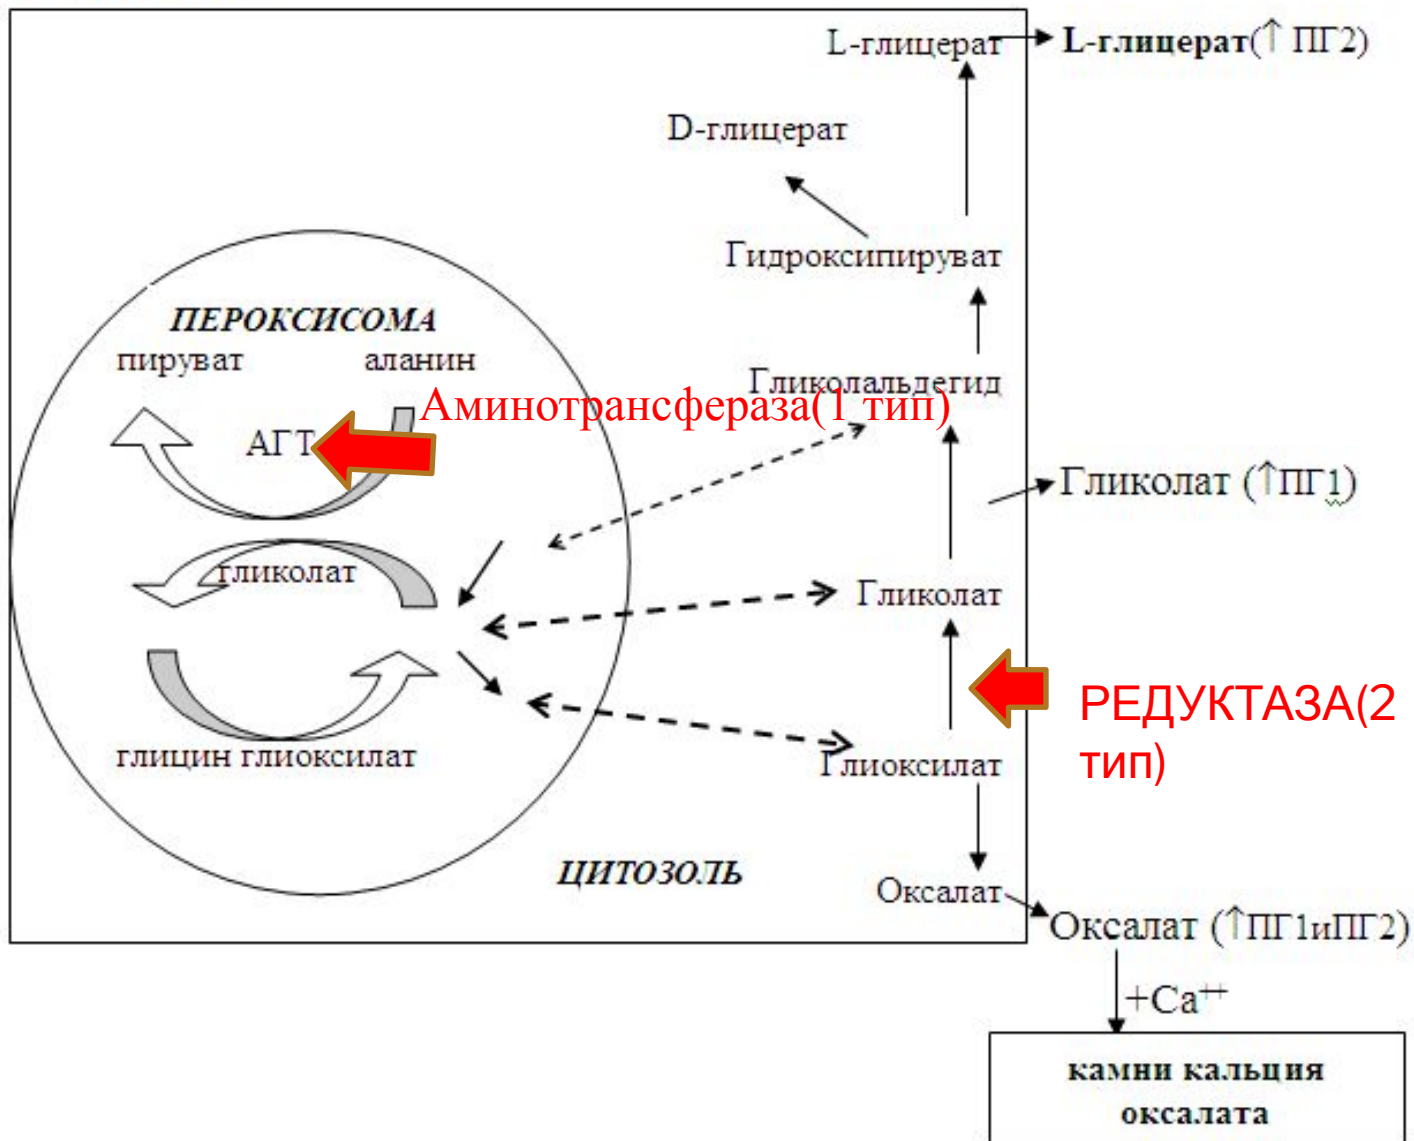 L-глицерат
L-глицерат(↑ ПГ2)
D-глицерат
Гидроксипируват
ПЕРОКСИСОМА
пируват аланин
Гликолальдегид
Аминотрансфераза(1 тип)
АГТ
Гликолат (↑ПГ1)
гликолат
Гликолат
РЕДУКТАЗА(2
тип)
глицин глиоксилат
Глиоксилат
ЦИТОЗОЛЬ
Оксалат
Оксалат (↑ПГ1иПГ2)
+Ca⁺⁺
камни кальция
оксалата